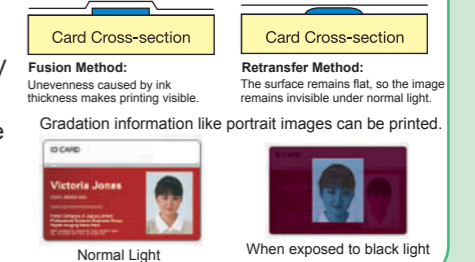 Card Cross-section
Card Cross-section
Fusion Method:
Unevenness caused by ink
thickness makes printing visible.
Retransfer Method:
The surface remains flat, so the image
remains invisible under normal light.
Gradation information like portrait images can be printed.
ID CARD
Victoria Jones
Normal Light
When exposed to black light